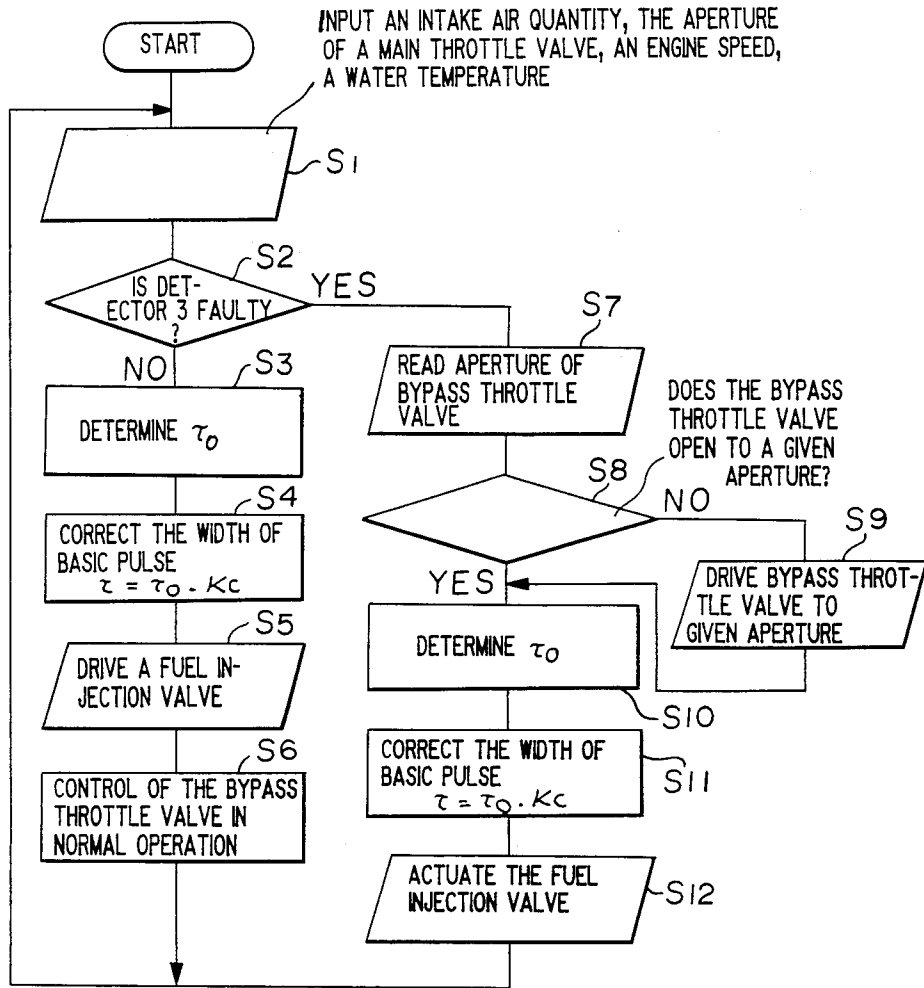 START
INPUT AN INTAKE AIR QUANTITY, THE APERTURE
OF A MAIN THROTTLE VALVE, AN ENGINE SPEED,
A WATER TEMPERATURE
S1
S2
IS DET-
ECTOR 3 FAULTY
?
YES
NO
S3
DETERMINE τ0
S4
CORRECT THE WIDTH OF
BASIC PULSE
τ = τ0 . Kc
S5
DRIVE A FUEL IN-
JECTION VALVE
S6
CONTROL OF THE BYPASS
THROTTLE VALVE IN
NORMAL OPERATION
S7
READ APERTURE OF
BYPASS THROTTLE
VALVE
DOES THE BYPASS
THROTTLE VALVE
OPEN TO A GIVEN
APERTURE?
S8
NO
YES
S9
DRIVE BYPASS THROT-
TLE VALVE TO
GIVEN APERTURE
DETERMINE τ0
S10
CORRECT THE WIDTH OF
BASIC PULSE
τ = τ0 . Kc
S11
ACTUATE THE FUEL
INJECTION VALVE
S12